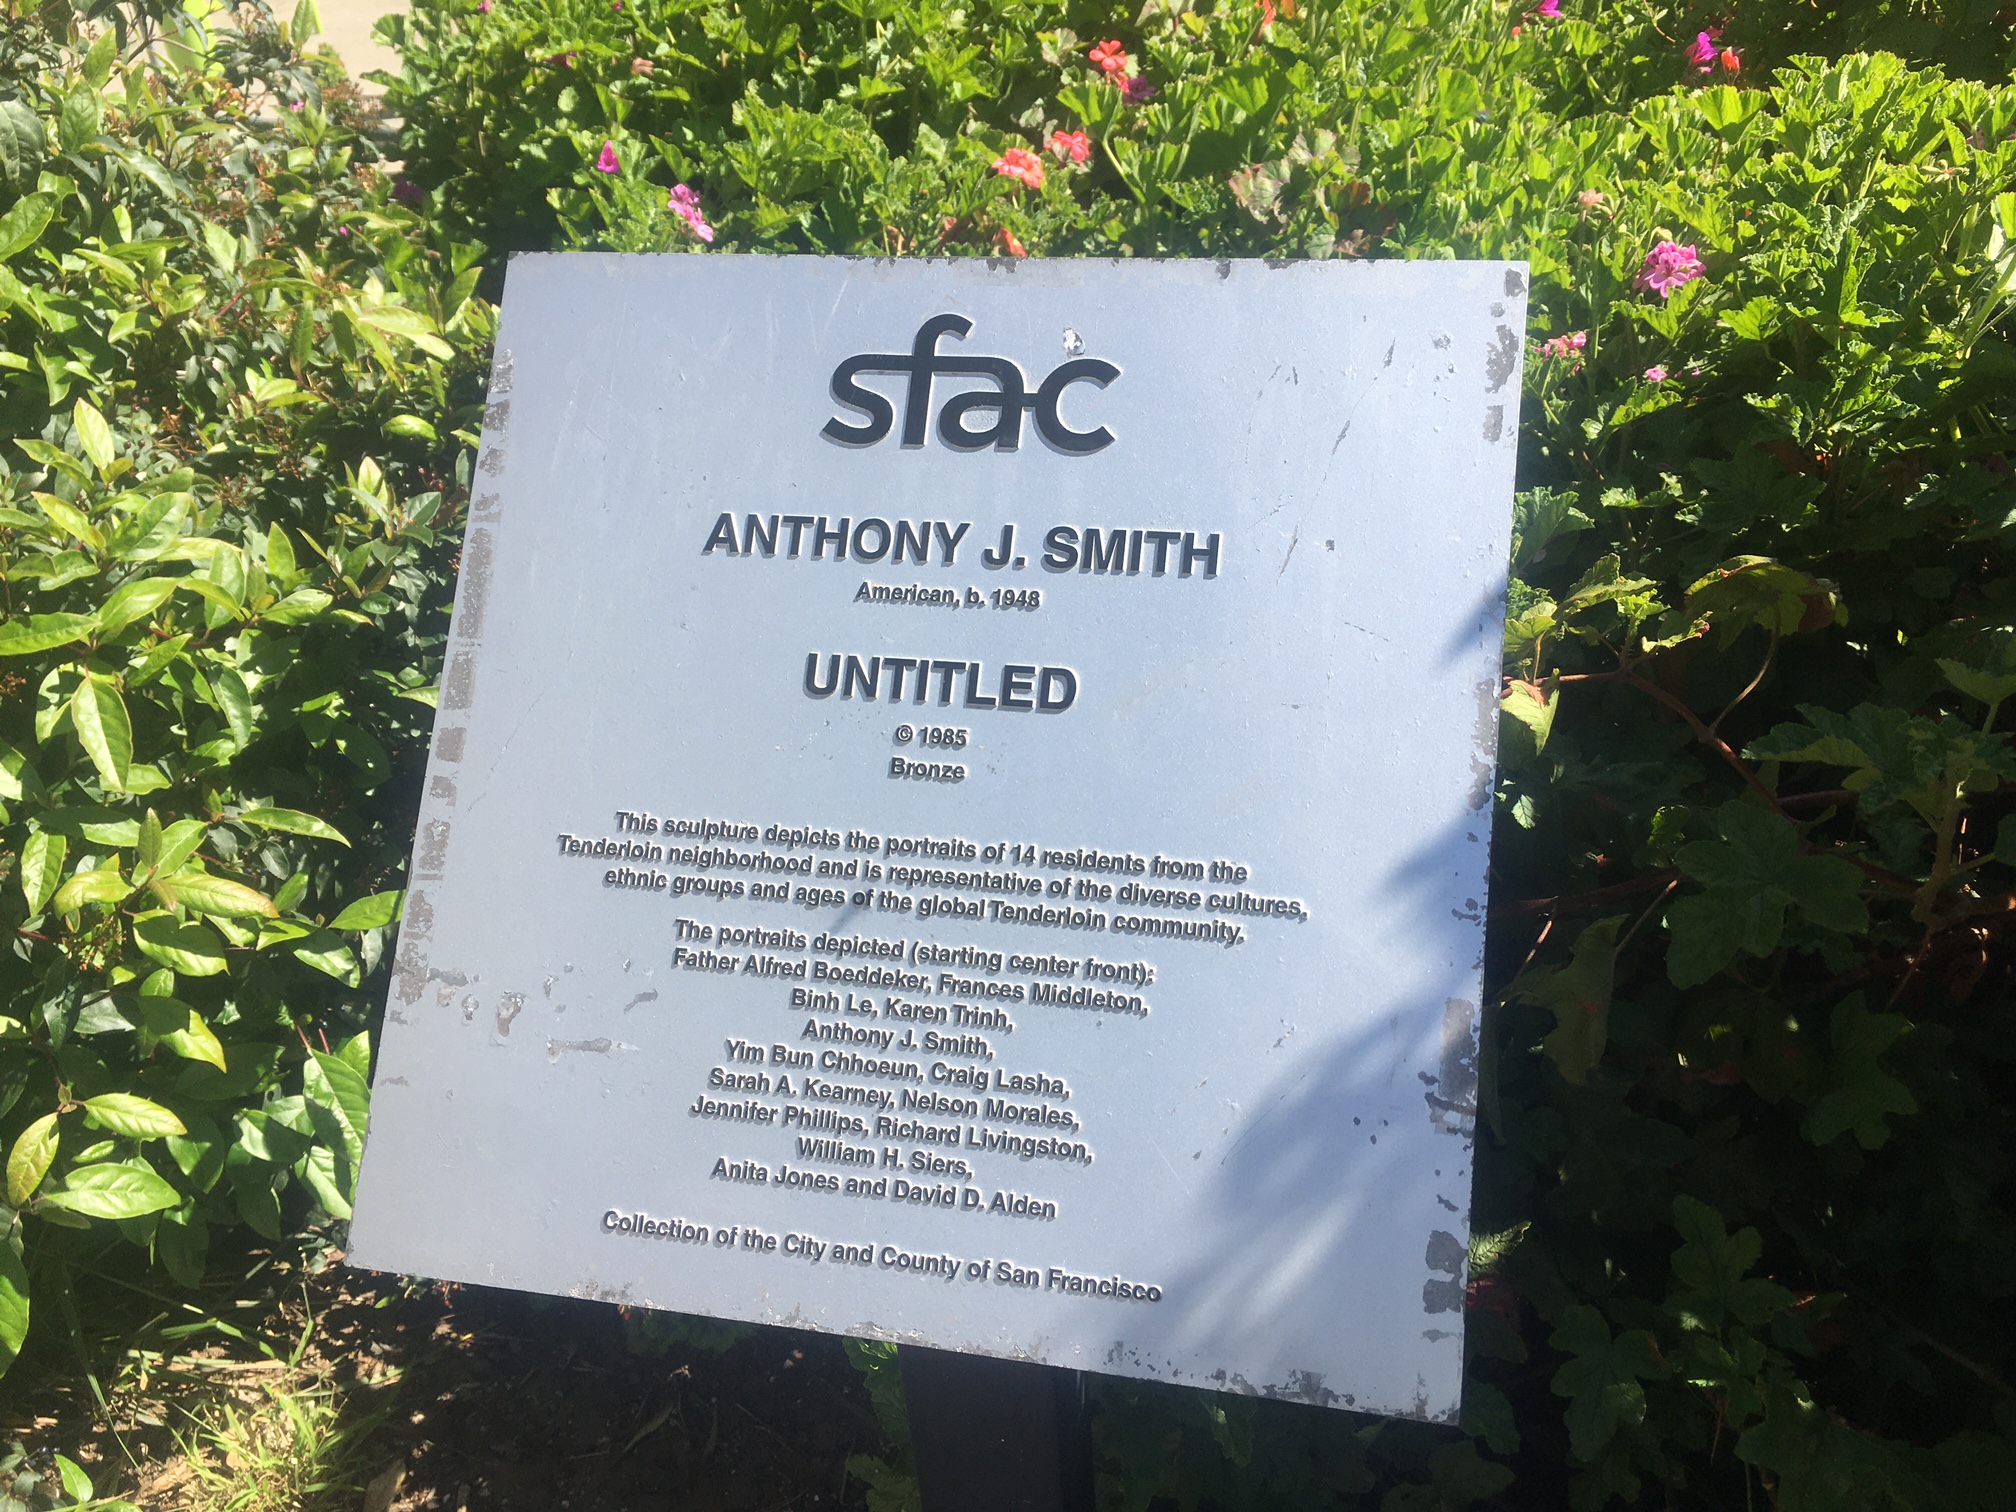 sfac
ANTHONY J. SMITH
American, b. 1948
UNTITLED
© 1985
Bronze
This sculpture depicts the portraits of 14 residents from the
Tenderloin neighborhood and is representative of the diverse cultures,
ethnic groups and ages of the global Tenderloin community.
The portraits depicted (starting center front):
Father Alfred Boeddeker, Frances Middleton,
Binh Le, Karen Trinh,
Anthony J. Smith,
Yim Bun Chhoeun, Craig Lasha,
Sarah A. Kearney, Nelson Morales,
Jennifer Phillips, Richard Livingston,
William H. Siers,
Anita Jones and David D. Alden
Collection of the City and County of San Francisco